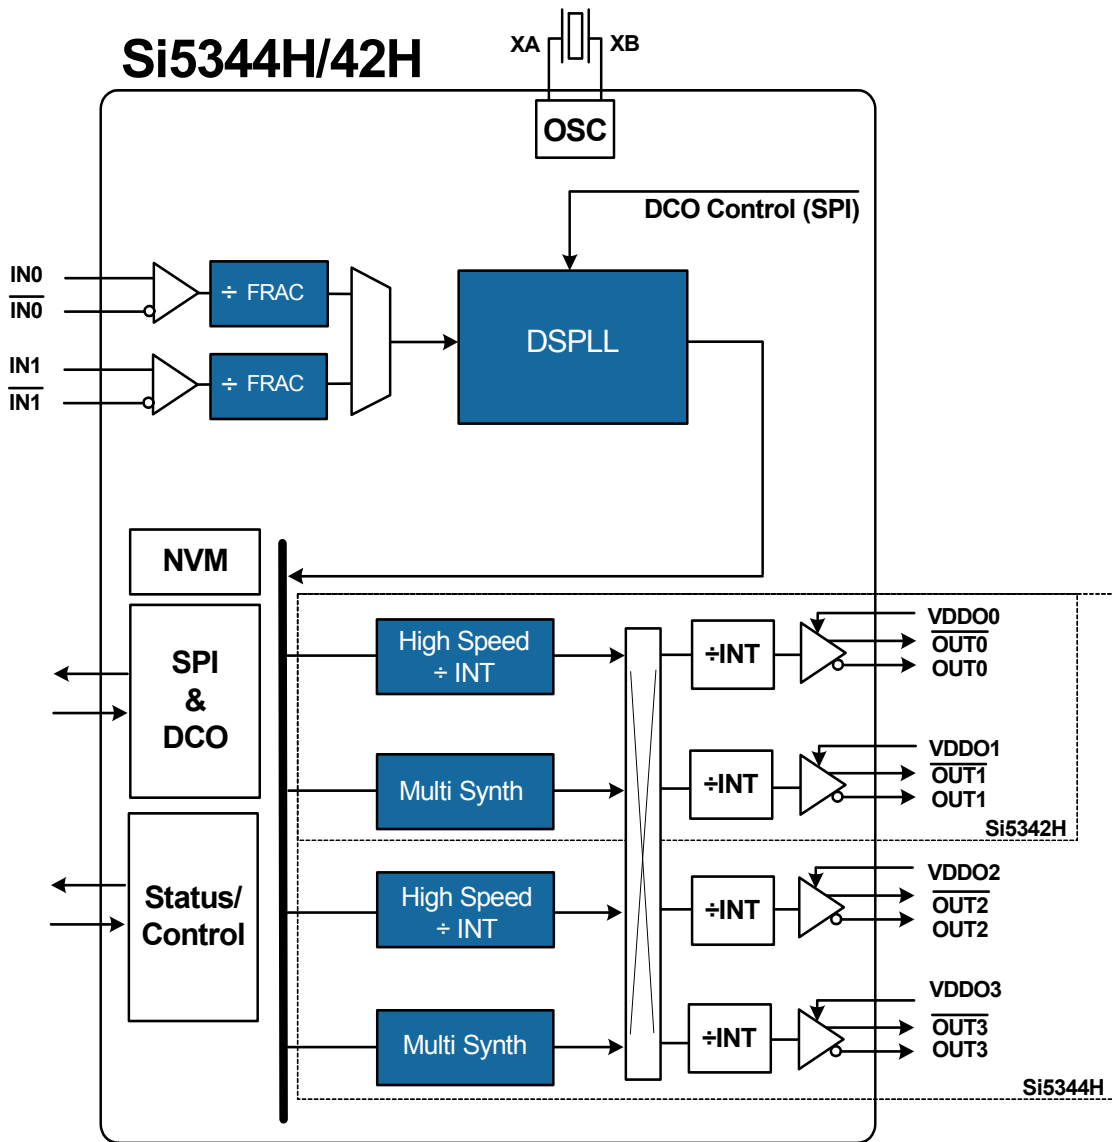 Si5344H/42H
XA
XB
OSC
DCO Control (SPI)
IN0
IN0
÷ FRAC
DSPLL
IN1
IN1
÷ FRAC
NVM
SPI
&
DCO
Status/
Control
High Speed
÷ INT
÷INT
VDDO0
OUT0
OUT0
Multi Synth
÷INT
VDDO1
OUT1
OUT1
Si5342H
High Speed
÷ INT
÷INT
VDDO2
OUT2
OUT2
Multi Synth
÷INT
VDDO3
OUT3
OUT3
Si5344H